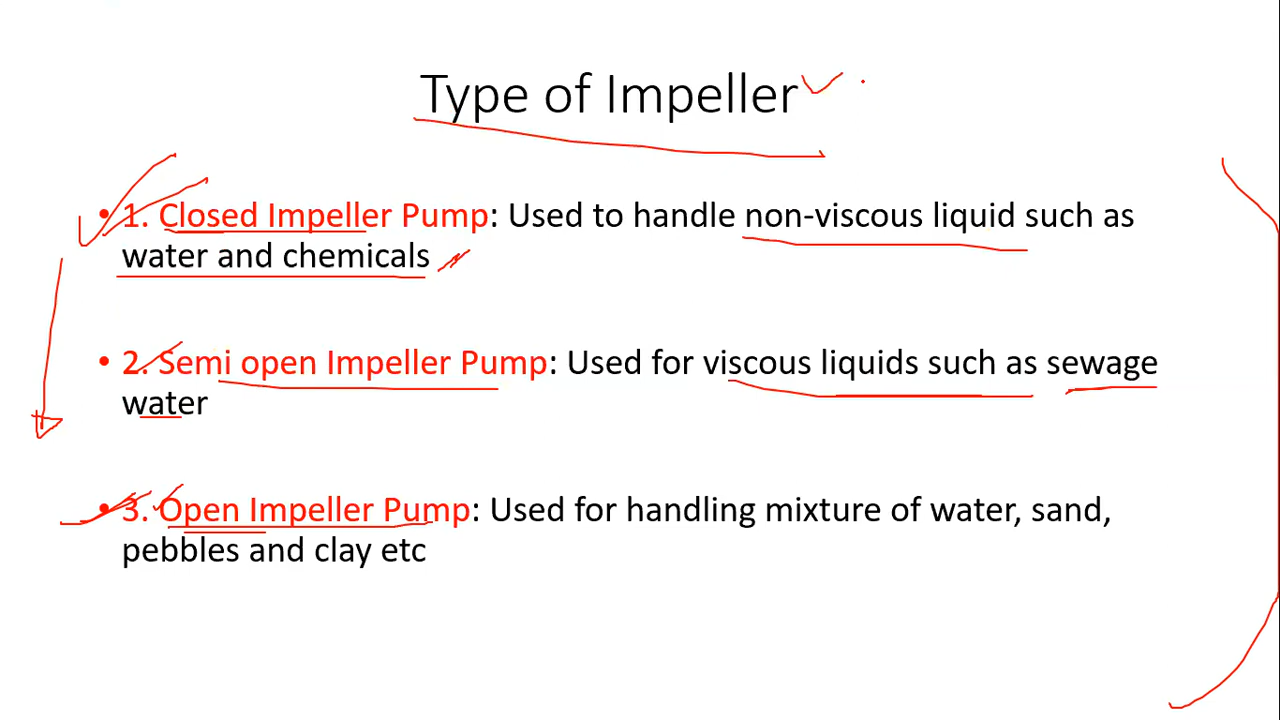 Type of Impeller
• 1. Closed Impeller Pump: Used to handle non-viscous liquid such as
water and chemicals
• 2. Semi open Impeller Pump: Used for viscous liquids such as sewage
water
• 3. Open Impeller Pump: Used for handling mixture of water, sand,
pebbles and clay etc